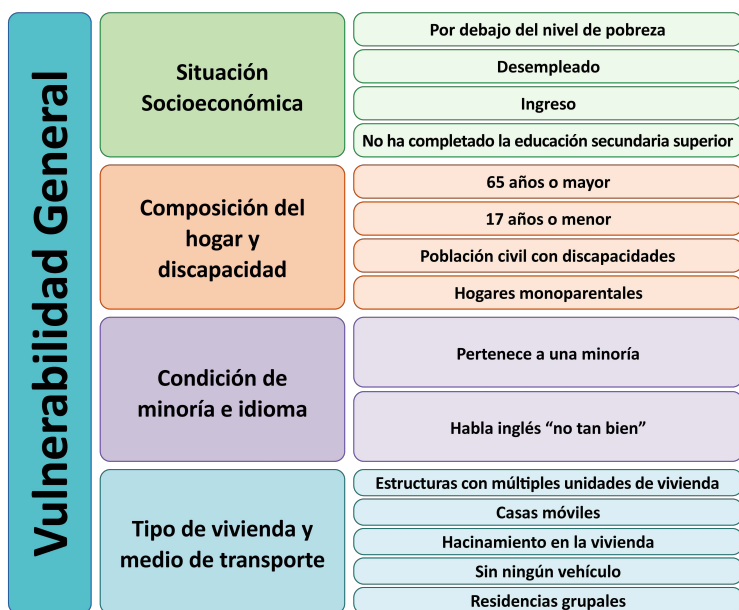 Vulnerabilidad General
Situación
Socioeconómica
Por debajo del nivel de pobreza
Desempleado
Ingreso
No ha completado la educación secundaria superior
Composición del
hogar y
discapacidad
65 años o mayor
17 años o menor
Población civil con discapacidades
Hogares monoparentales
Condición de
minoría e idioma
Pertenece a una minoría
Habla inglés “no tan bien”
Tipo de vivienda y
medio de transporte
Estructuras con múltiples unidades de vivienda
Casas móviles
Hacinamiento en la vivienda
Sin ningún vehículo
Residencias grupales